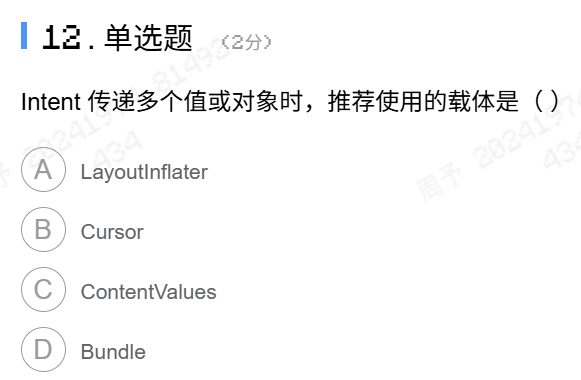 12.单选题 (2分)
Intent 传递多个值或对象时，推荐使用的载体是（ ）
A LayoutInflater
B Cursor
C ContentValues
D Bundle